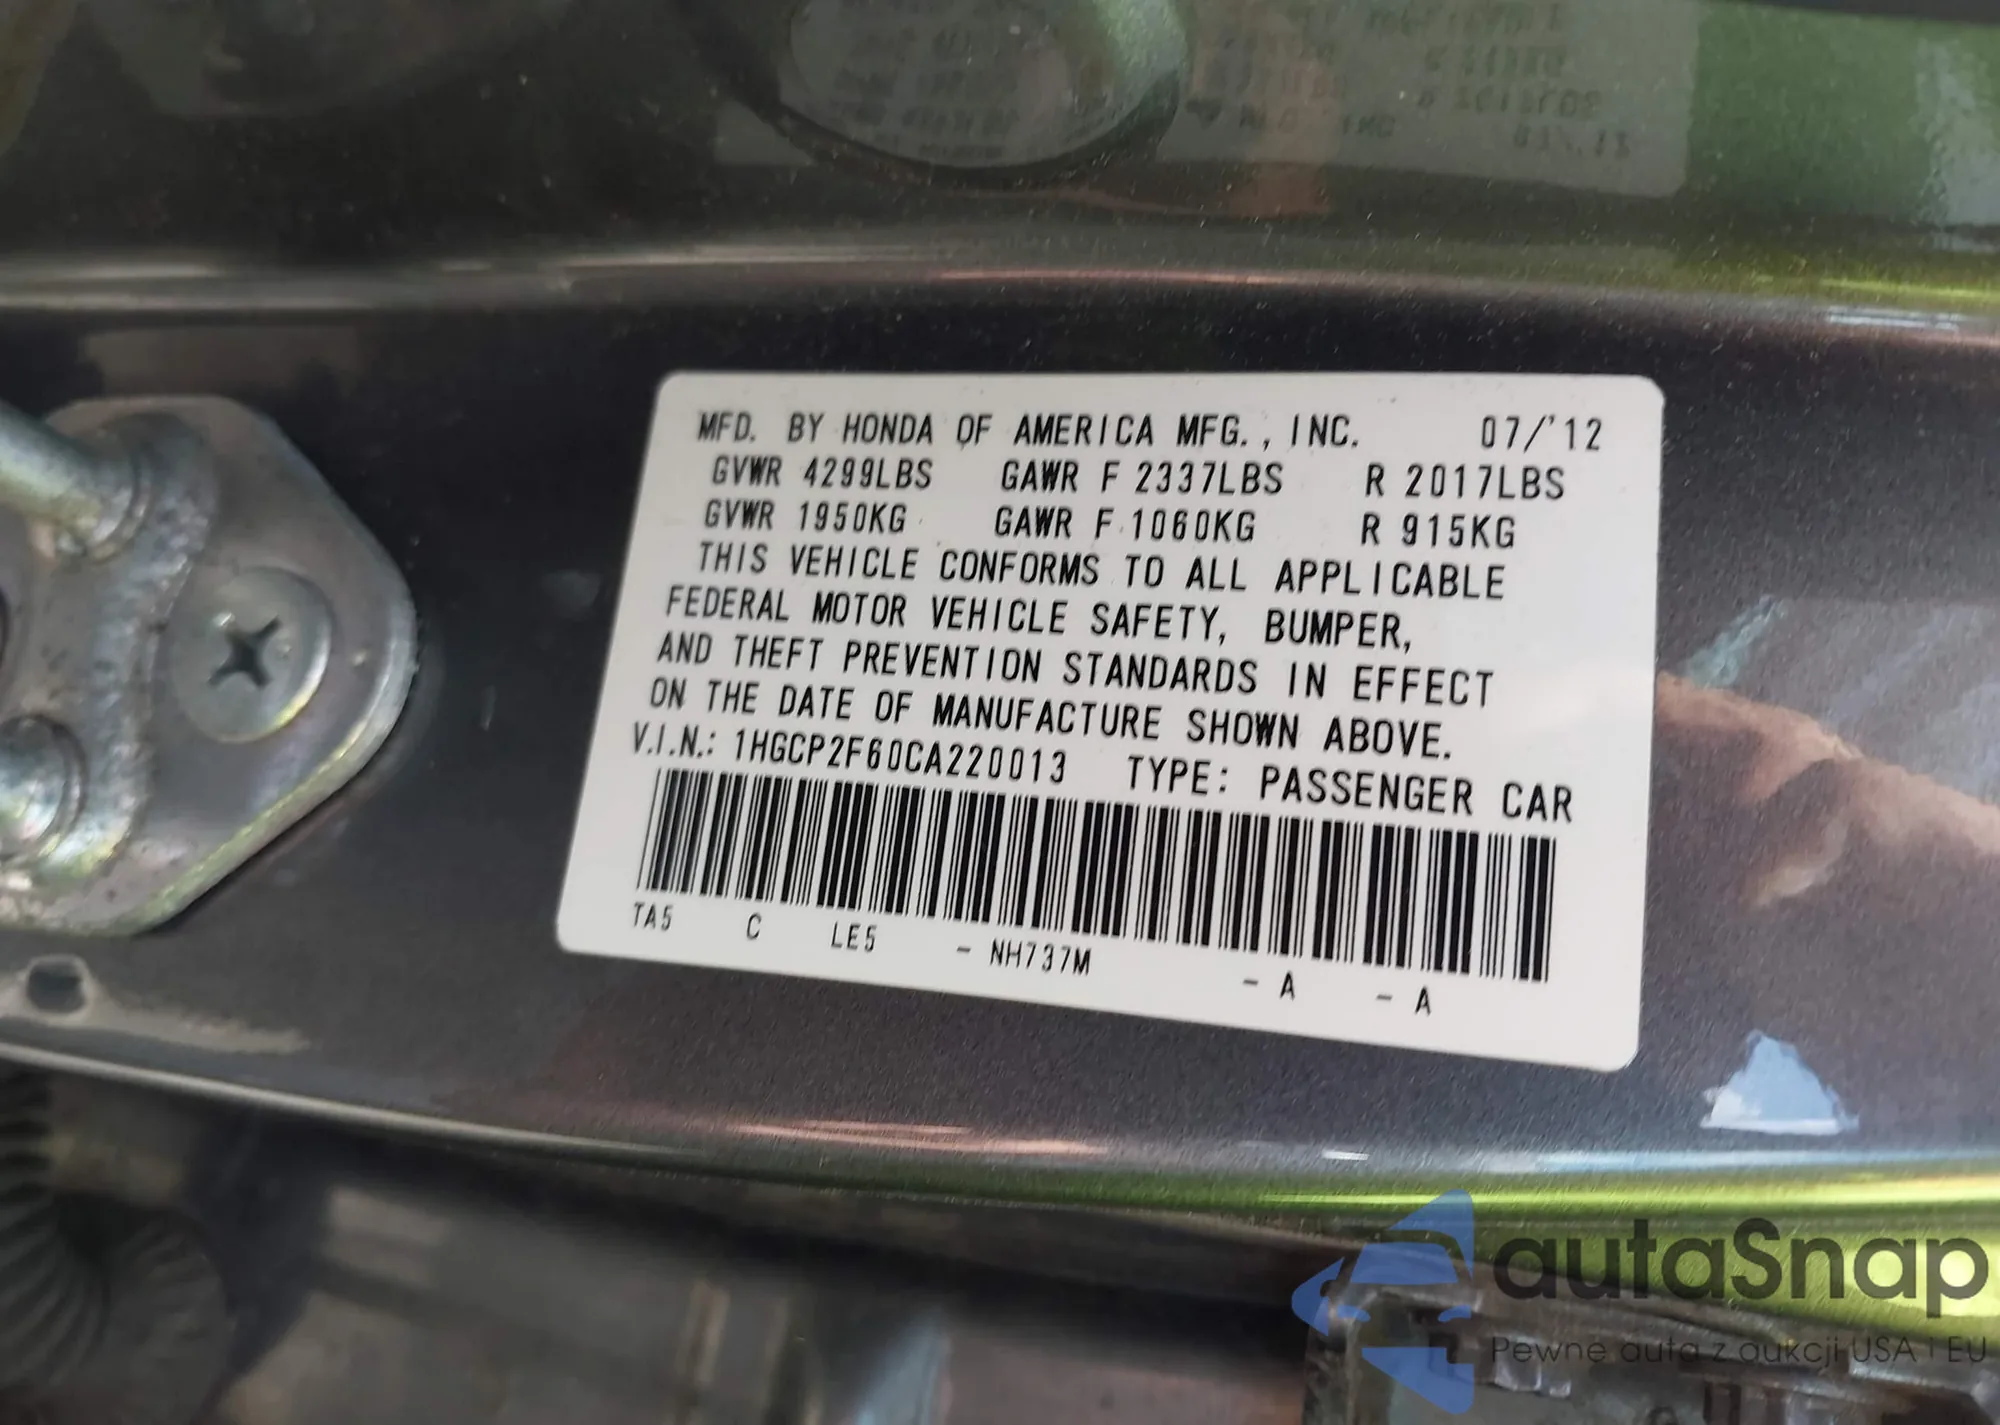 MFD. BY HONDA OF AMERICA MFG., INC. 07/'12
GVWR 4299LBS GAWR F 2337LBS R 2017LBS
GVWR 1950KG GAWR F 1060KG R 915KG
THIS VEHICLE CONFORMS TO ALL APPLICABLE
FEDERAL MOTOR VEHICLE SAFETY, BUMPER,
AND THEFT PREVENTION STANDARDS IN EFFECT
ON THE DATE OF MANUFACTURE SHOWN ABOVE.
V.I.N.: 1HGCP2F60CA220013 TYPE: PASSENGER CAR
TA5 C LE5 - NH737M - A - A
autaSnap
Pewne auta z aukcji USA i EU